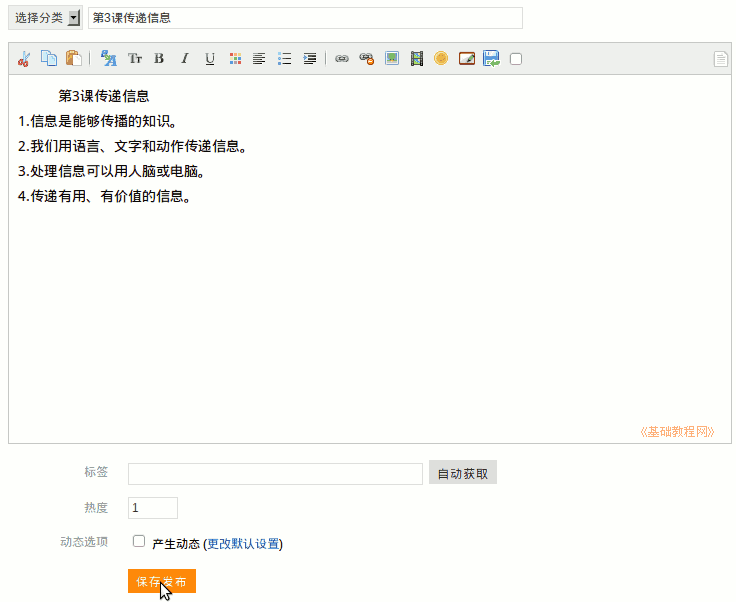 选择分类 第3课传递信息
Tr B I U
第3课传递信息
1.信息是能够传播的知识。
2.我们用语言、文字和动作传递信息。
3.处理信息可以用人脑或电脑。
4.传递有用、有价值的信息。
《基础教程网》
标签 自动获取
热度 1
动态选项 产生动态 (更改默认设置)
保存发布